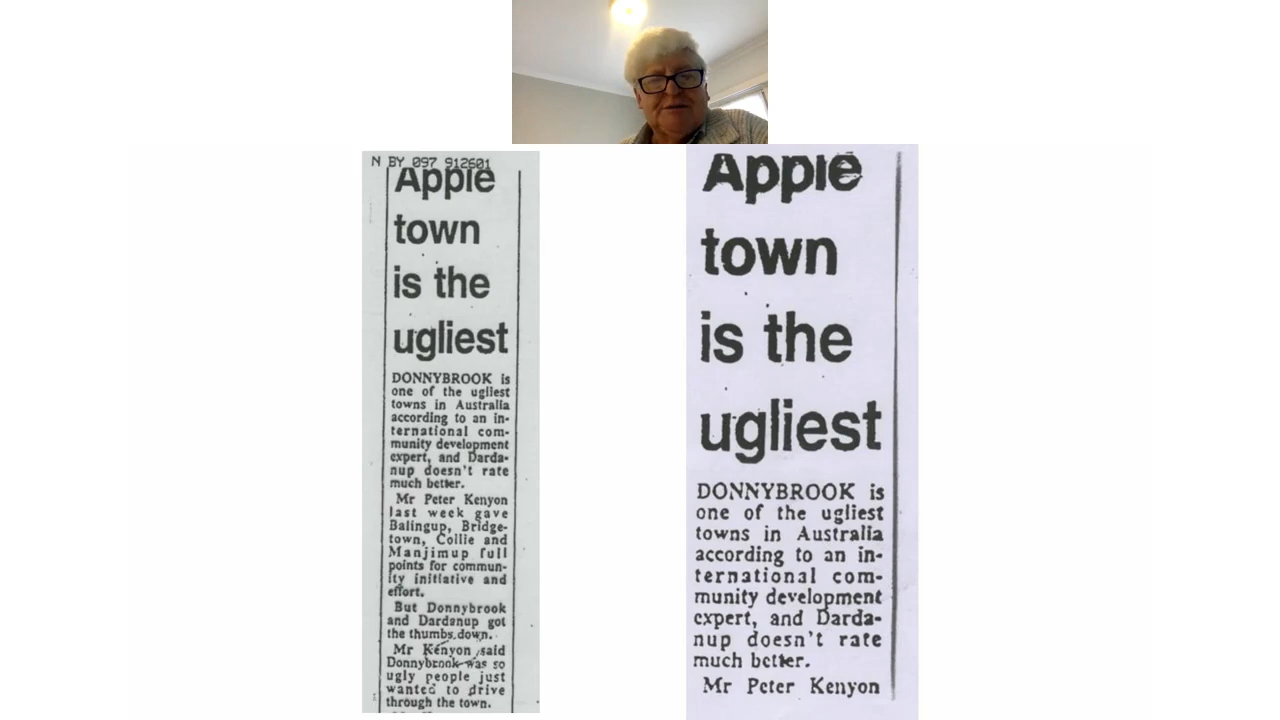 N BY 097 912601
Apple
town
is the
ugliest
DONNYBROOK is
one of the ugliest
towns in Australia
according to an in-
ternational com-
munity development
expert, and Darda-
nup doesn't rate
much better.
Mr Peter Kenyon
last week gave
Balingup, Bridge-
town, Collie and
Manjimup full
points for commun-
ity initiative and
effort.
But Donnybrook
and Dardanup got
the thumbs down.
Mr Kenyon said
Donnybrook was so
ugly people just
wanted to drive
through the town.
Apple
town
is the
ugliest
DONNYBROOK is
one of the ugliest
towns in Australia
according to an in-
ternational com-
munity development
expert, and Darda-
nup doesn't rate
much better.
Mr Peter Kenyon